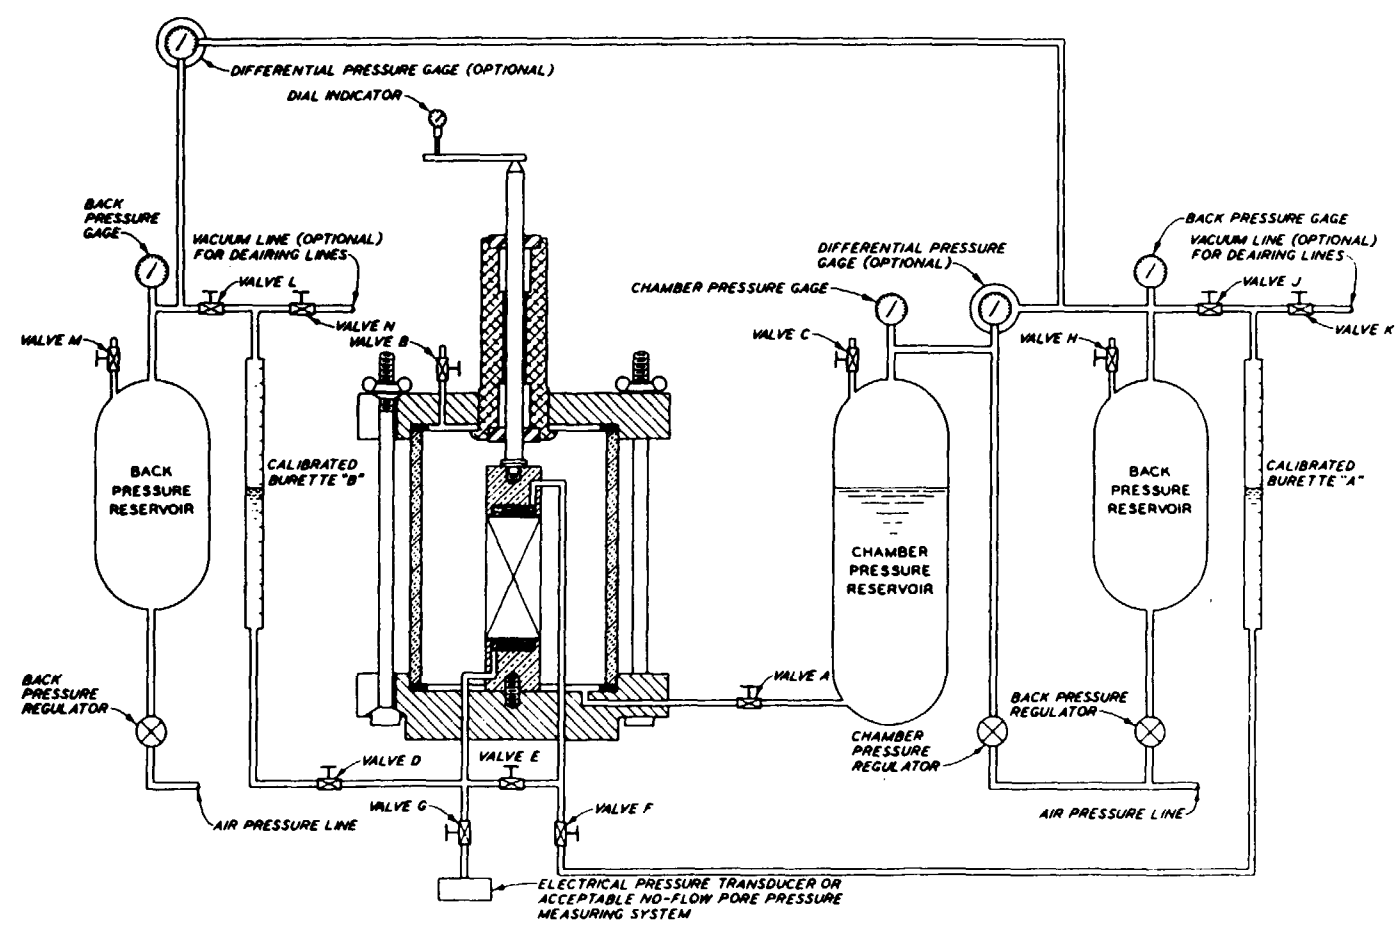 DIFFERENTIAL PRESSURE GAGE (OPTIONAL)
DIAL INDICATOR
BACK
PRESSURE
GAGE
VACUUM LINE (OPTIONAL)
FOR DEAIRING LINES
VALVE L
VALVE N
VALVE B
VALVE M
BACK
PRESSURE
RESERVOIR
CALIBRATED
BURETTE "B"
BACK
PRESSURE
REGULATOR
AIR PRESSURE LINE
VALVE D
VALVE E
VALVE G
VALVE F
ELECTRICAL PRESSURE TRANSDUCER OR
ACCEPTABLE NO-FLOW PORE PRESSURE
MEASURING SYSTEM
VALVE A
DIFFERENTIAL PRESSURE
GAGE (OPTIONAL)
CHAMBER PRESSURE GAGE
VALVE C
CHAMBER
PRESSURE
RESERVOIR
CHAMBER
PRESSURE
REGULATOR
BACK PRESSURE GAGE
VACUUM LINE (OPTIONAL)
FOR DEAIRING LINES
VALVE J
VALVE K
VALVE H
BACK
PRESSURE
RESERVOIR
CALIBRATED
BURETTE "A"
BACK PRESSURE
REGULATOR
AIR PRESSURE LINE